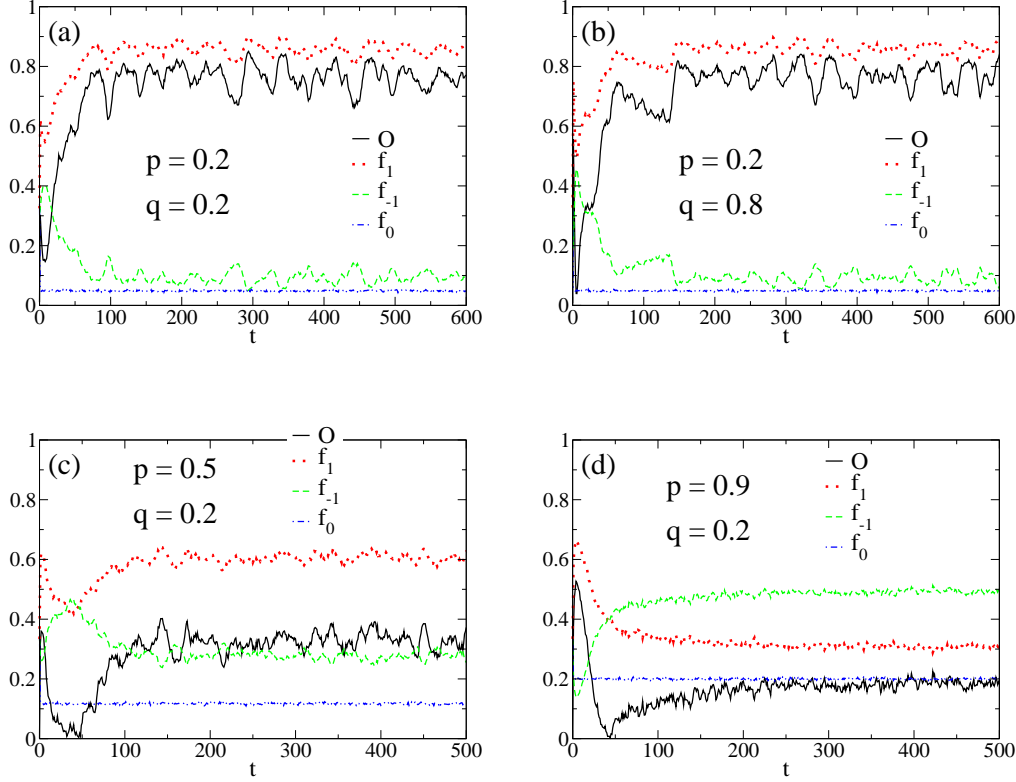 (a)
p = 0.2
q = 0.2
O
f1
f-1
f0
0
0.2
0.4
0.6
0.8
1
0 100 200 300 400 500 600
t
(b)
p = 0.2
q = 0.8
O
f1
f-1
f0
0
0.2
0.4
0.6
0.8
1
0 100 200 300 400 500 600
t
(c)
p = 0.5
q = 0.2
O
f1
f-1
f0
0
0.2
0.4
0.6
0.8
1
0 100 200 300 400 500
t
(d)
p = 0.9
q = 0.2
O
f1
f-1
f0
0
0.2
0.4
0.6
0.8
1
0 100 200 300 400 500
t